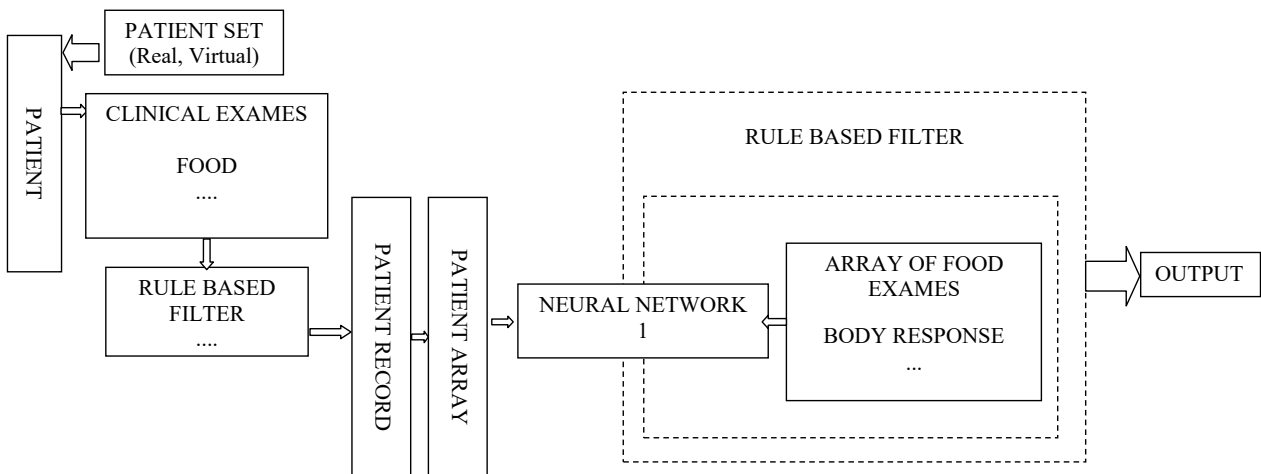 PATIENT SET
(Real, Virtual)
PATIENT
CLINICAL EXAMES
FOOD
....
RULE BASED
FILTER
....
PATIENT RECORD
PATIENT ARRAY
NEURAL NETWORK
1
RULE BASED FILTER
ARRAY OF FOOD
EXAMES
BODY RESPONSE
...
OUTPUT